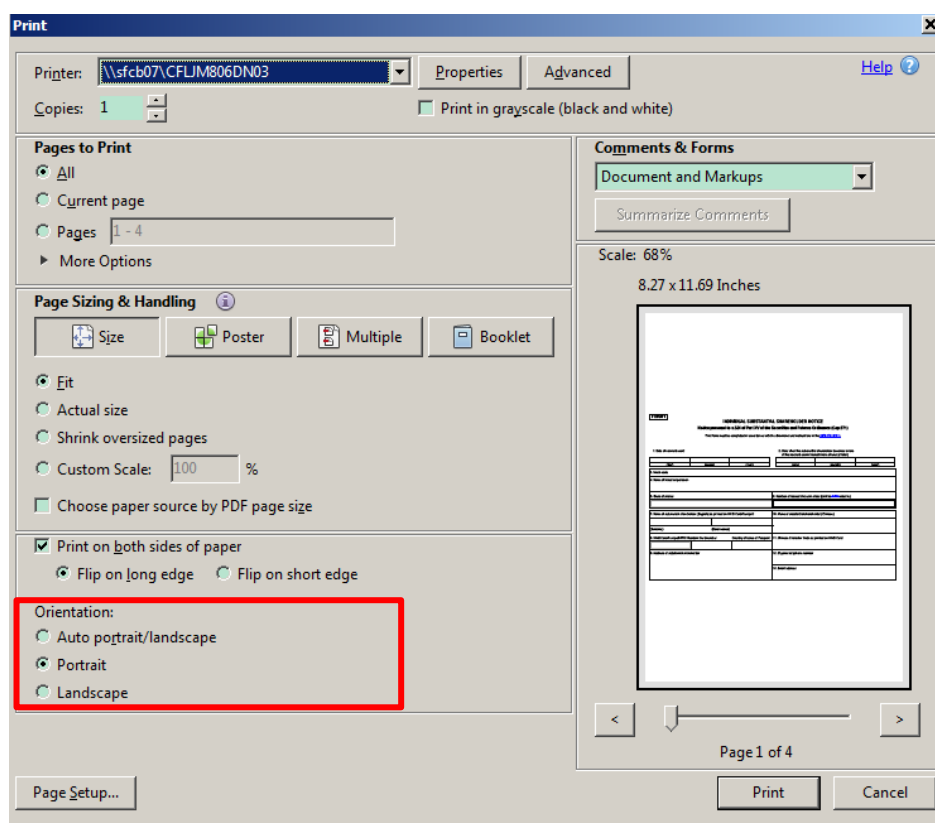 Print
Printer: \\sfcb07\CFLJM806DN03 Properties Advanced Help
Copies: 1 Print in grayscale (black and white)
Pages to Print
All
Current page
Pages 1 - 4
More Options
Comments & Forms
Document and Markups
Summarize Comments
Page Sizing & Handling
Size Poster Multiple Booklet
Fit
Actual size
Shrink oversized pages
Custom Scale: 100 %
Choose paper source by PDF page size
Print on both sides of paper
Flip on long edge Flip on short edge
Orientation:
Auto portrait/landscape
Portrait
Landscape
Scale: 68%
8.27 x 11.69 Inches
INDIVIDUAL SUBSTANTIAL SHAREHOLDER NOTICE
< >
Page 1 of 4
Page Setup... Print Cancel